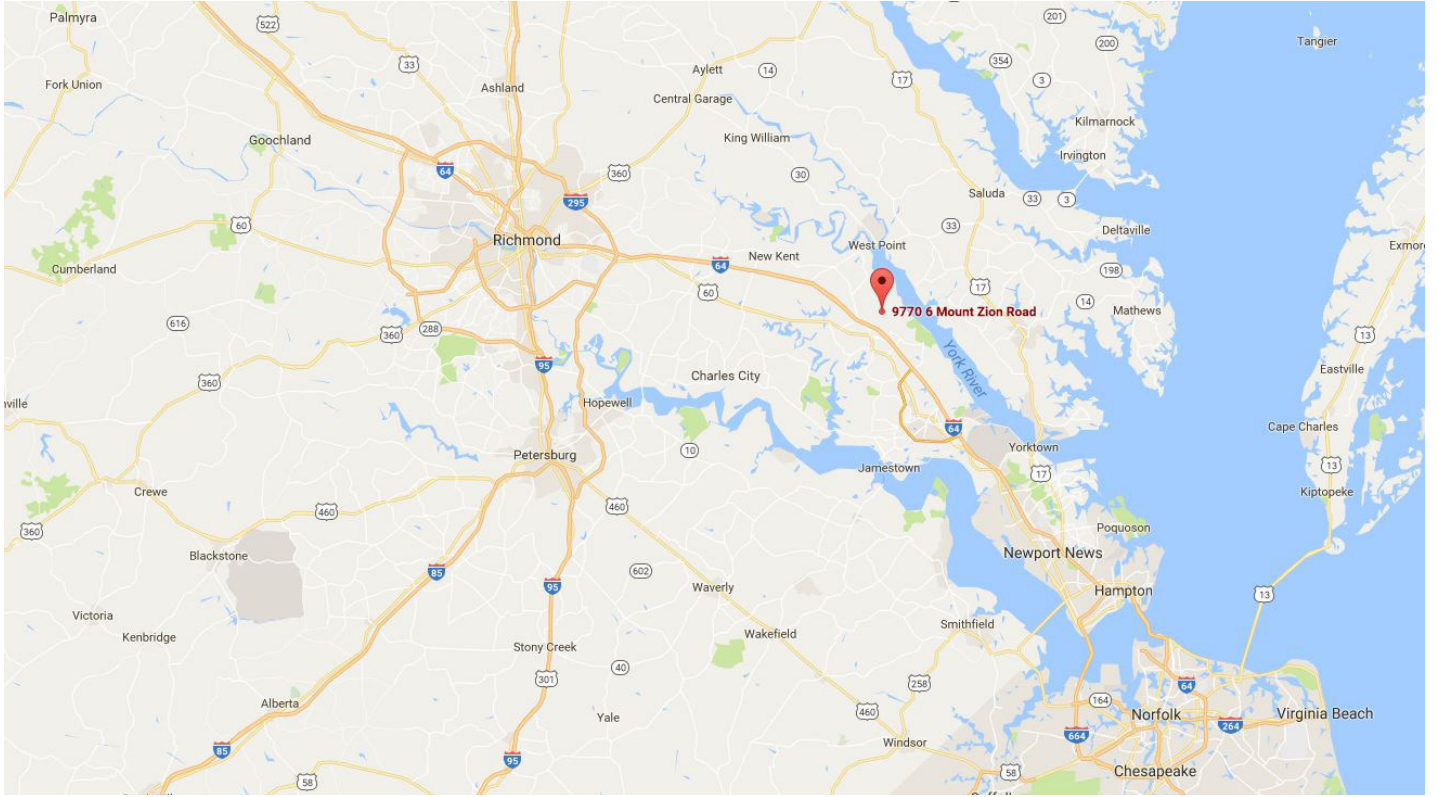 Palmyra
522
201
200
Tangier
33
Aylett
14
17
354
3
Fork Union
Ashland
Central Garage
Kilmarnock
Goochland
King William
Irvington
64
360
30
295
Saluda
33
3
60
Richmond
33
Deltaville
West Point
Exmore
New Kent
64
Cumberland
198
60
17
14
9770 6 Mount Zion Road
Mathews
616
288
360
13
95
York River
Eastville
360
Charles City
Hopewell
64
Cape Charles
Yorktown
10
Petersburg
Jamestown
13
17
Crewe
Kiptopeke
460
460
360
Poquoson
Blackstone
Newport News
85
602
95
Waverly
Hampton
13
Victoria
Smithfield
Kenbridge
Wakefield
Stony Creek
40
301
258
64
Alberta
164
Yale
460
Norfolk
Virginia Beach
264
85
664
Windsor
95
58
58
Chesapeake